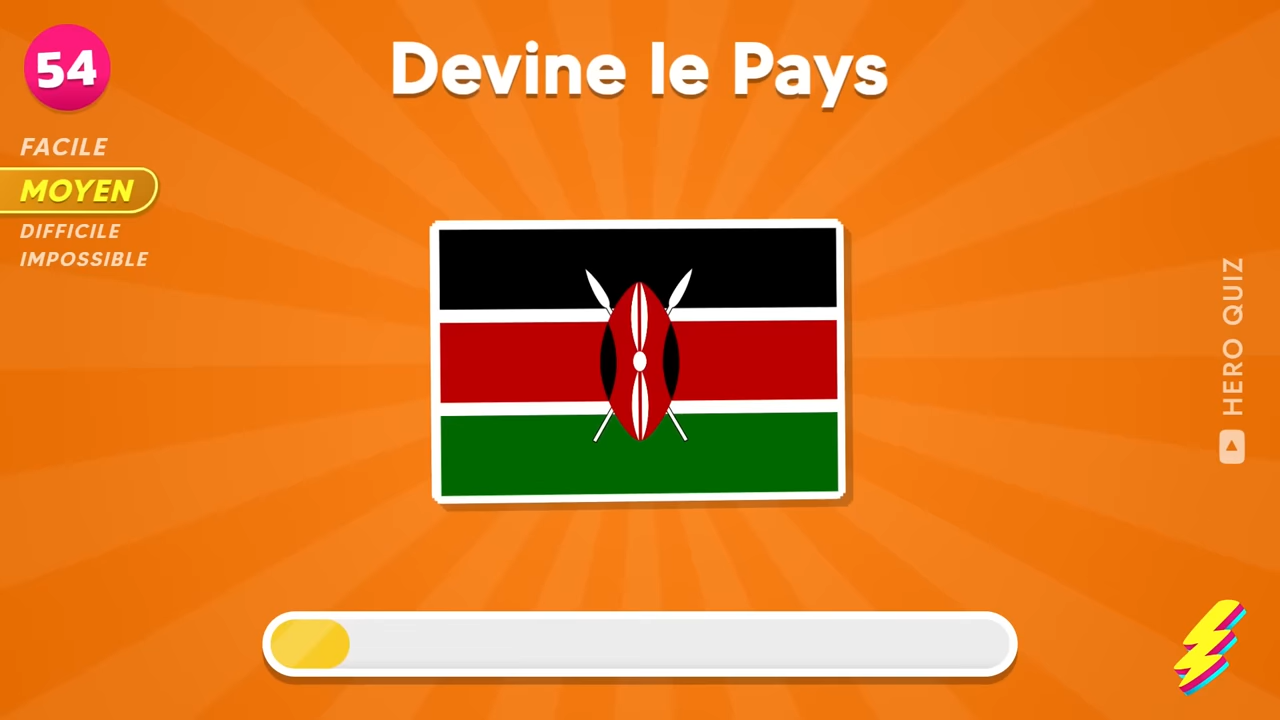 54
Devine le Pays
FACILE
MOYEN
DIFFICILE
IMPOSSIBLE
HERO QUIZ